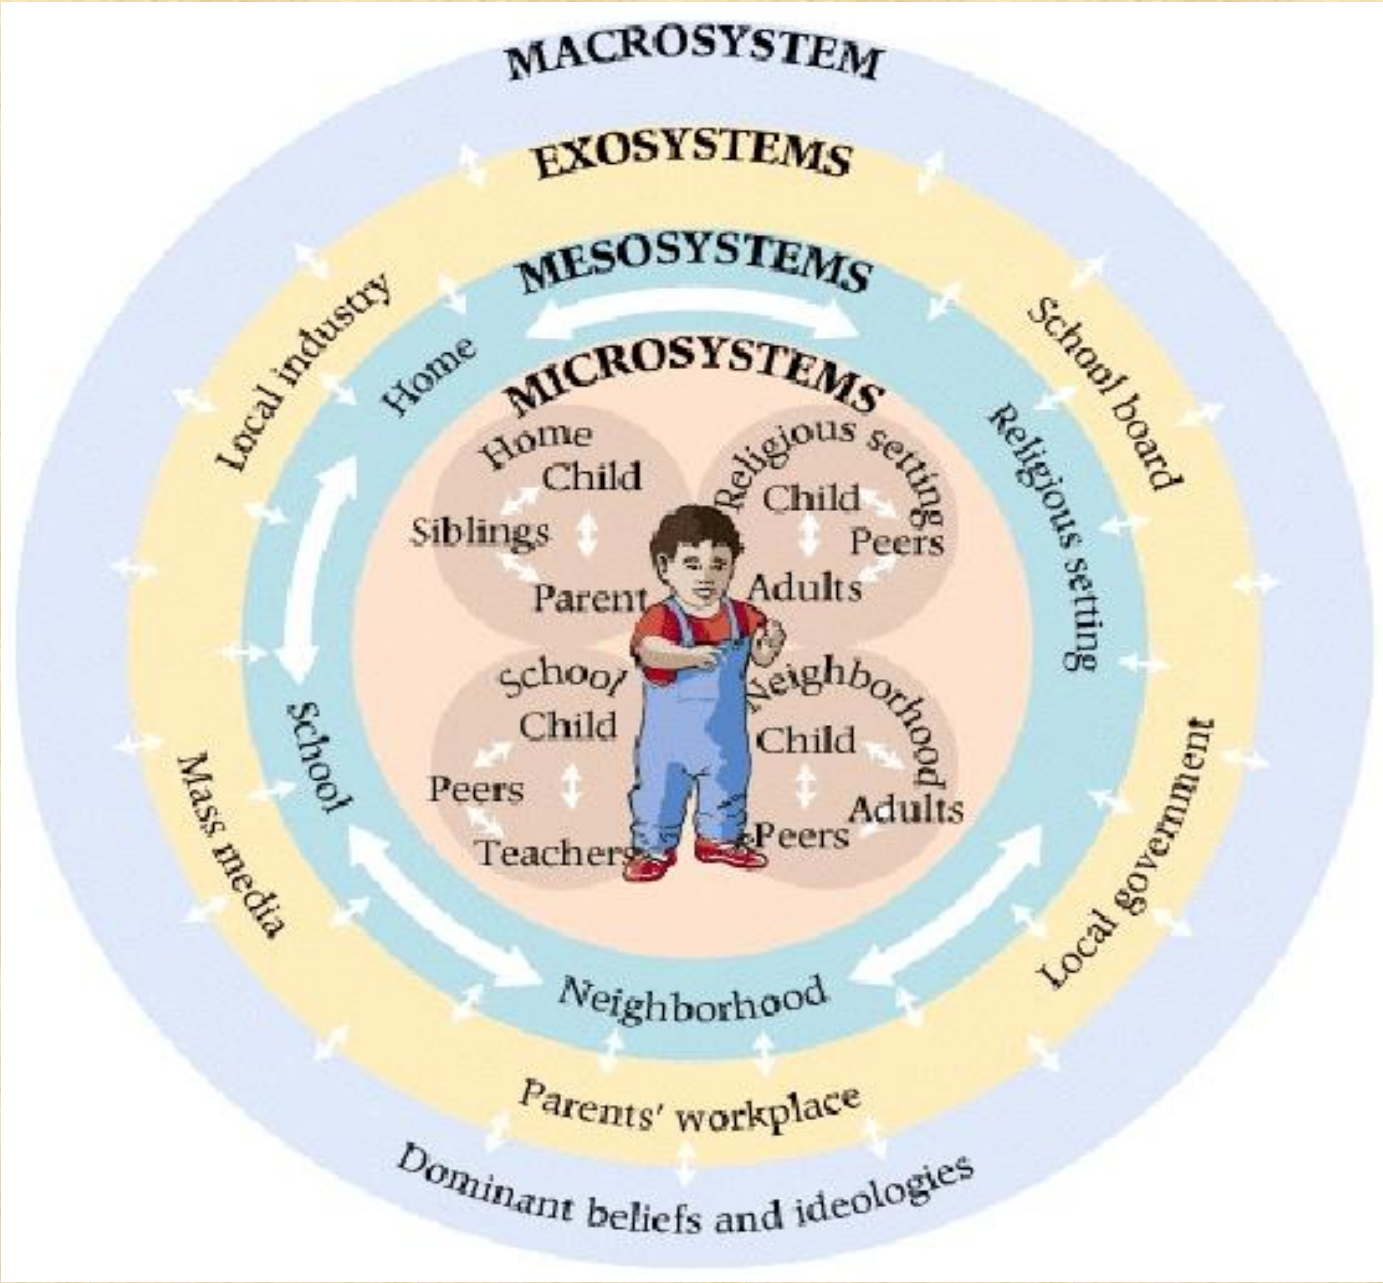 MACROSYSTEM
EXOSYSTEMS
MESOSYSTEMS
MICROSYSTEMS
Home
Child
Siblings
Parent
Religious setting
Child
Peers
Adults
School
Child
Peers
Teachers
Neighborhood
Child
Adults
Peers
Home
Religious setting
School
Neighborhood
Local industry
School board
Mass media
Local government
Parents' workplace
Dominant beliefs and ideologies